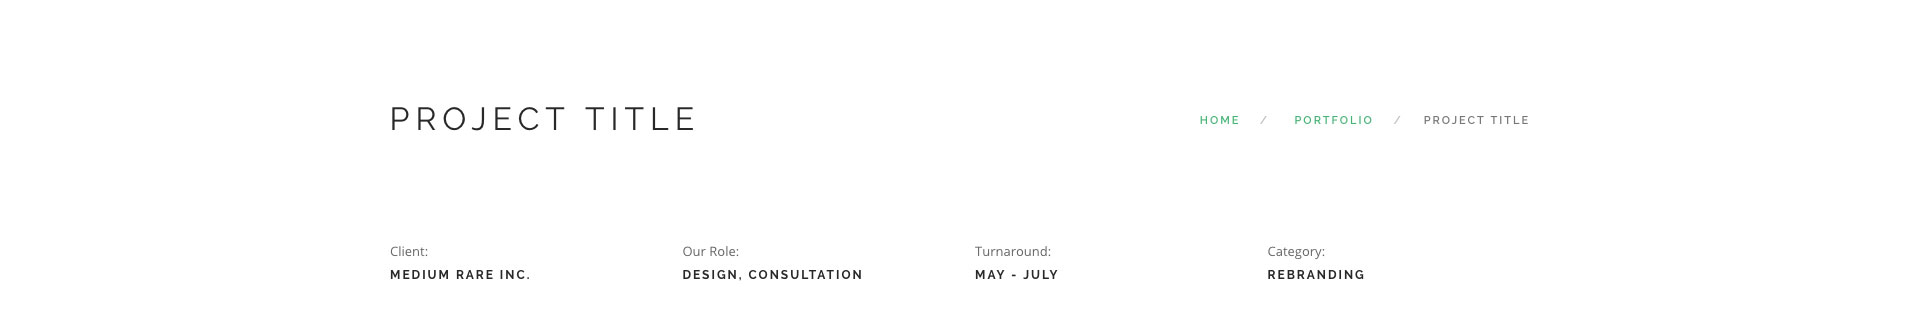 PROJECT TITLE
HOME / PORTFOLIO / PROJECT TITLE
Client:
MEDIUM RARE INC.
Our Role:
DESIGN, CONSULTATION
Turnaround:
MAY - JULY
Category:
REBRANDING